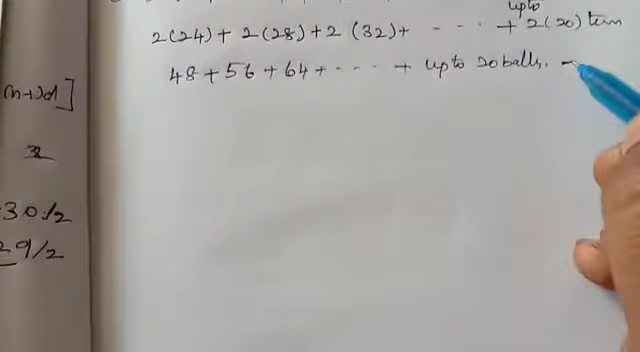 upto
2(24)+ 2(28)+2 (32)+ - - - - + 2(20) term
48+56+64+ - - - + upto 20 balls. -
(n-1)d]
30/2
29/2